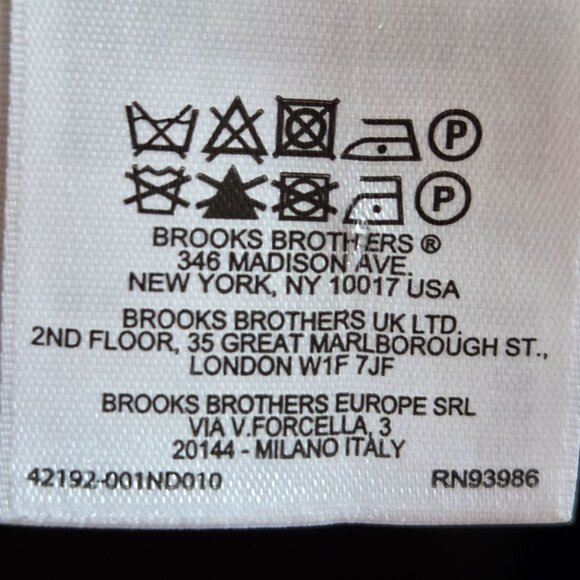 P
P
BROOKS BROTHERS ®
346 MADISON AVE.
NEW YORK, NY 10017 USA
BROOKS BROTHERS UK LTD.
2ND FLOOR, 35 GREAT MARLBOROUGH ST.,
LONDON W1F 7JF
BROOKS BROTHERS EUROPE SRL
VIA V.FORCELLA, 3
20144 - MILANO ITALY
42192-001ND010 RN93986